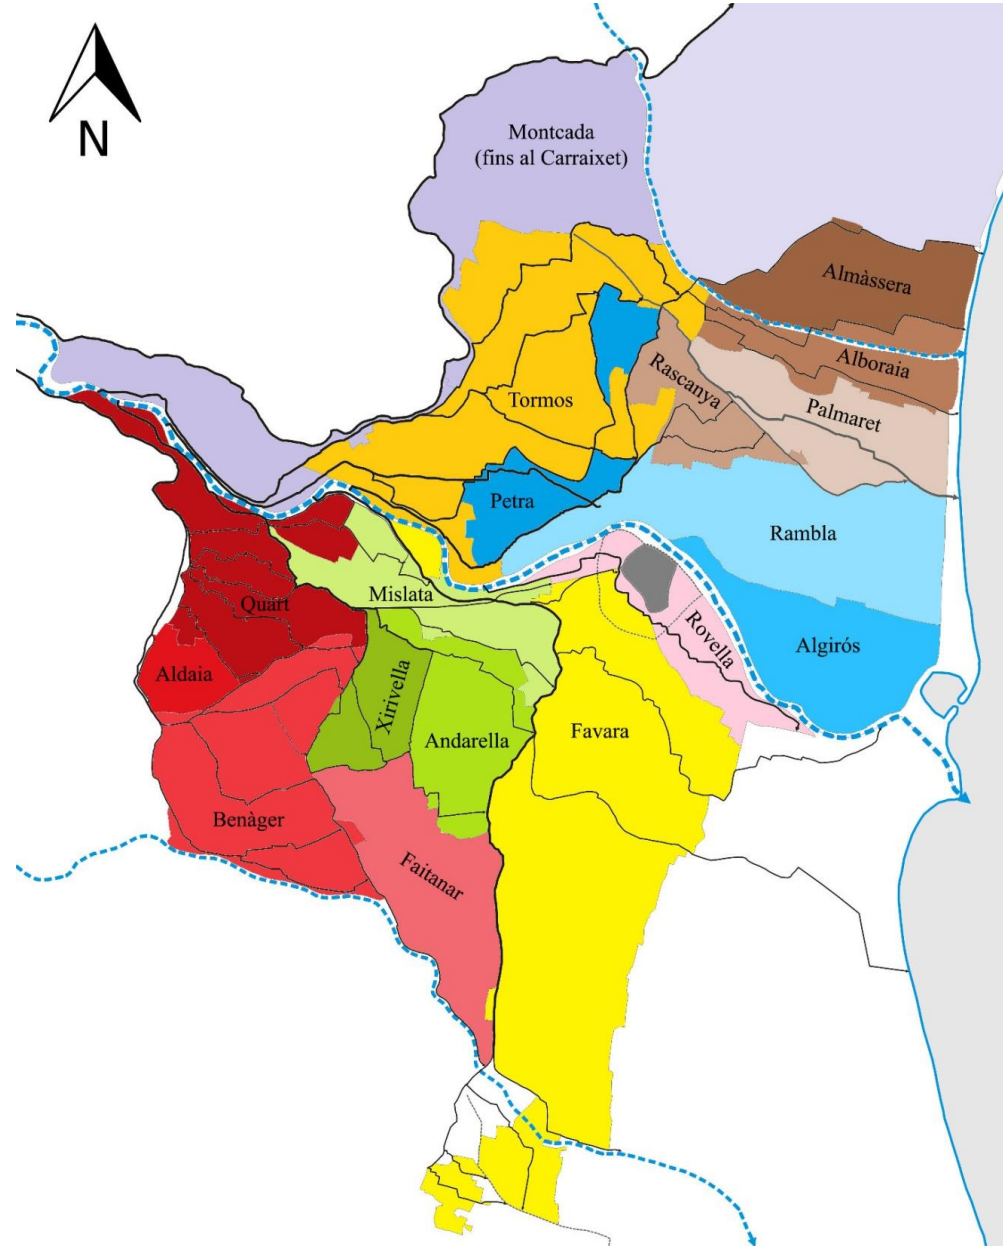 N
Montcada
(fins al Carraixet)
Almàssera
Alboraia
Rascanya
Palmaret
Tormos
Petra
Rambla
Mislata
Quart
Rovella
Algirós
Aldaia
Xirivella
Andarella
Favara
Benàger
Faitanar